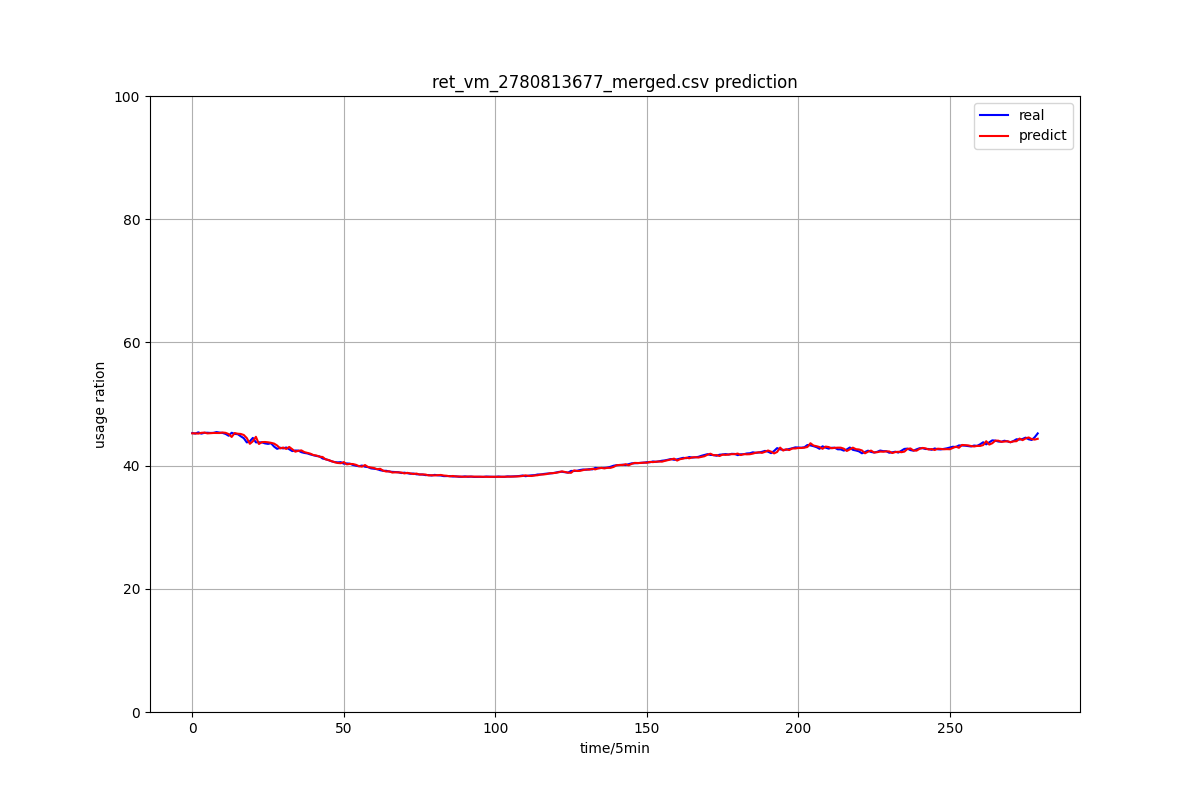 ret_vm_2780813677_merged.csv prediction
real
predict
100
80
60
40
20
0
usage ration
0 50 100 150 200 250
time/5min